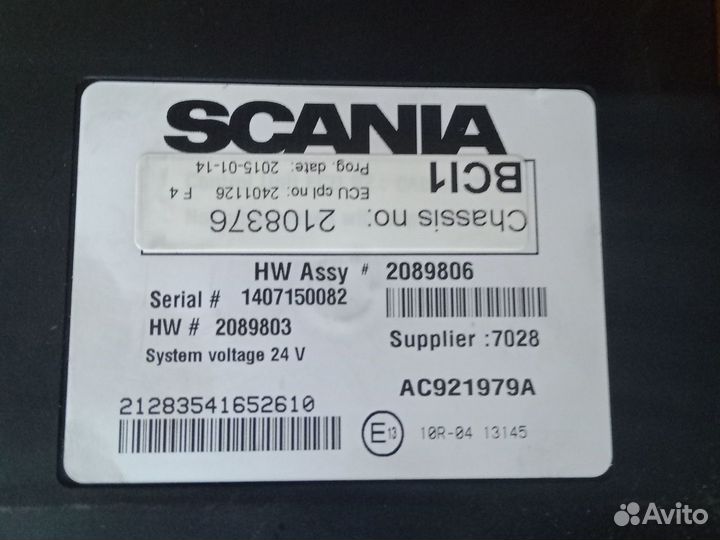 SCANIA
Chassis no: 2108376
ECU cpl no: 2401126 F 4
Prog. date: 2015-01-14
BCI1
HW Assy # 2089806
Serial # 1407150082
HW # 2089803
Supplier :7028
System voltage 24 V
AC921979A
21283541652610
E13 10R-04 13145
Avito